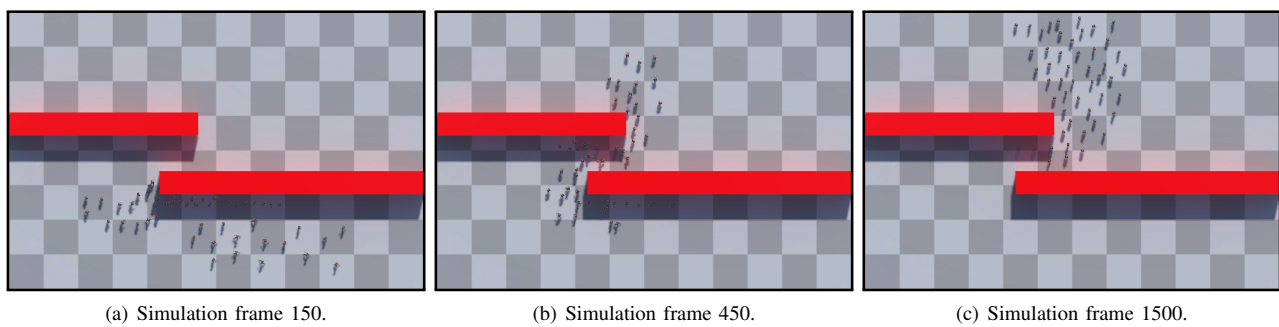 (a) Simulation frame 150.
(b) Simulation frame 450.
(c) Simulation frame 1500.